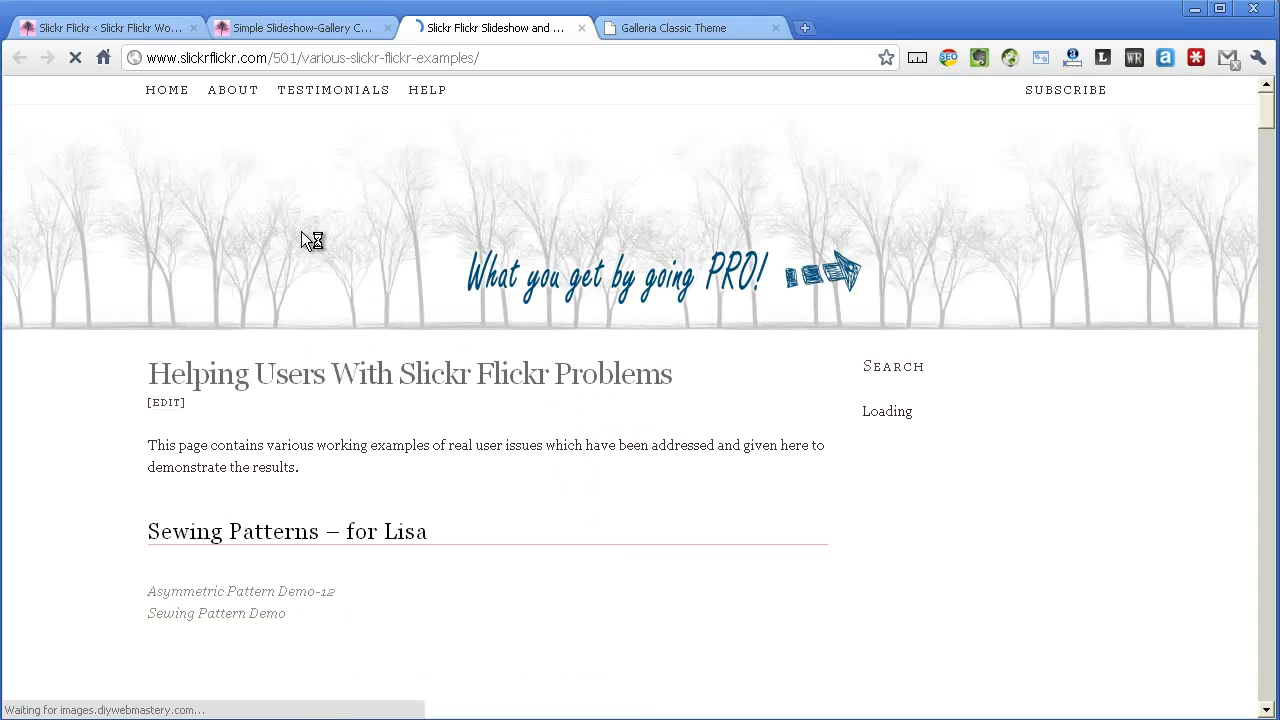 Slickr Flickr < Slickr Flickr Wo...
Simple Slideshow-Gallery C...
Slickr Flickr Slideshow and ...
Galleria Classic Theme
www.slickrflickr.com/501/various-slickr-flickr-examples/
SEO
L
WR
a
HOME ABOUT TESTIMONIALS HELP SUBSCRIBE
What you get by going PRO!
Helping Users With Slickr Flickr Problems
[EDIT]
This page contains various working examples of real user issues which have been addressed and given here to
demonstrate the results.
Sewing Patterns – for Lisa
Asymmetric Pattern Demo-12
Sewing Pattern Demo
Search
Loading
Waiting for images.diywebmastery.com...